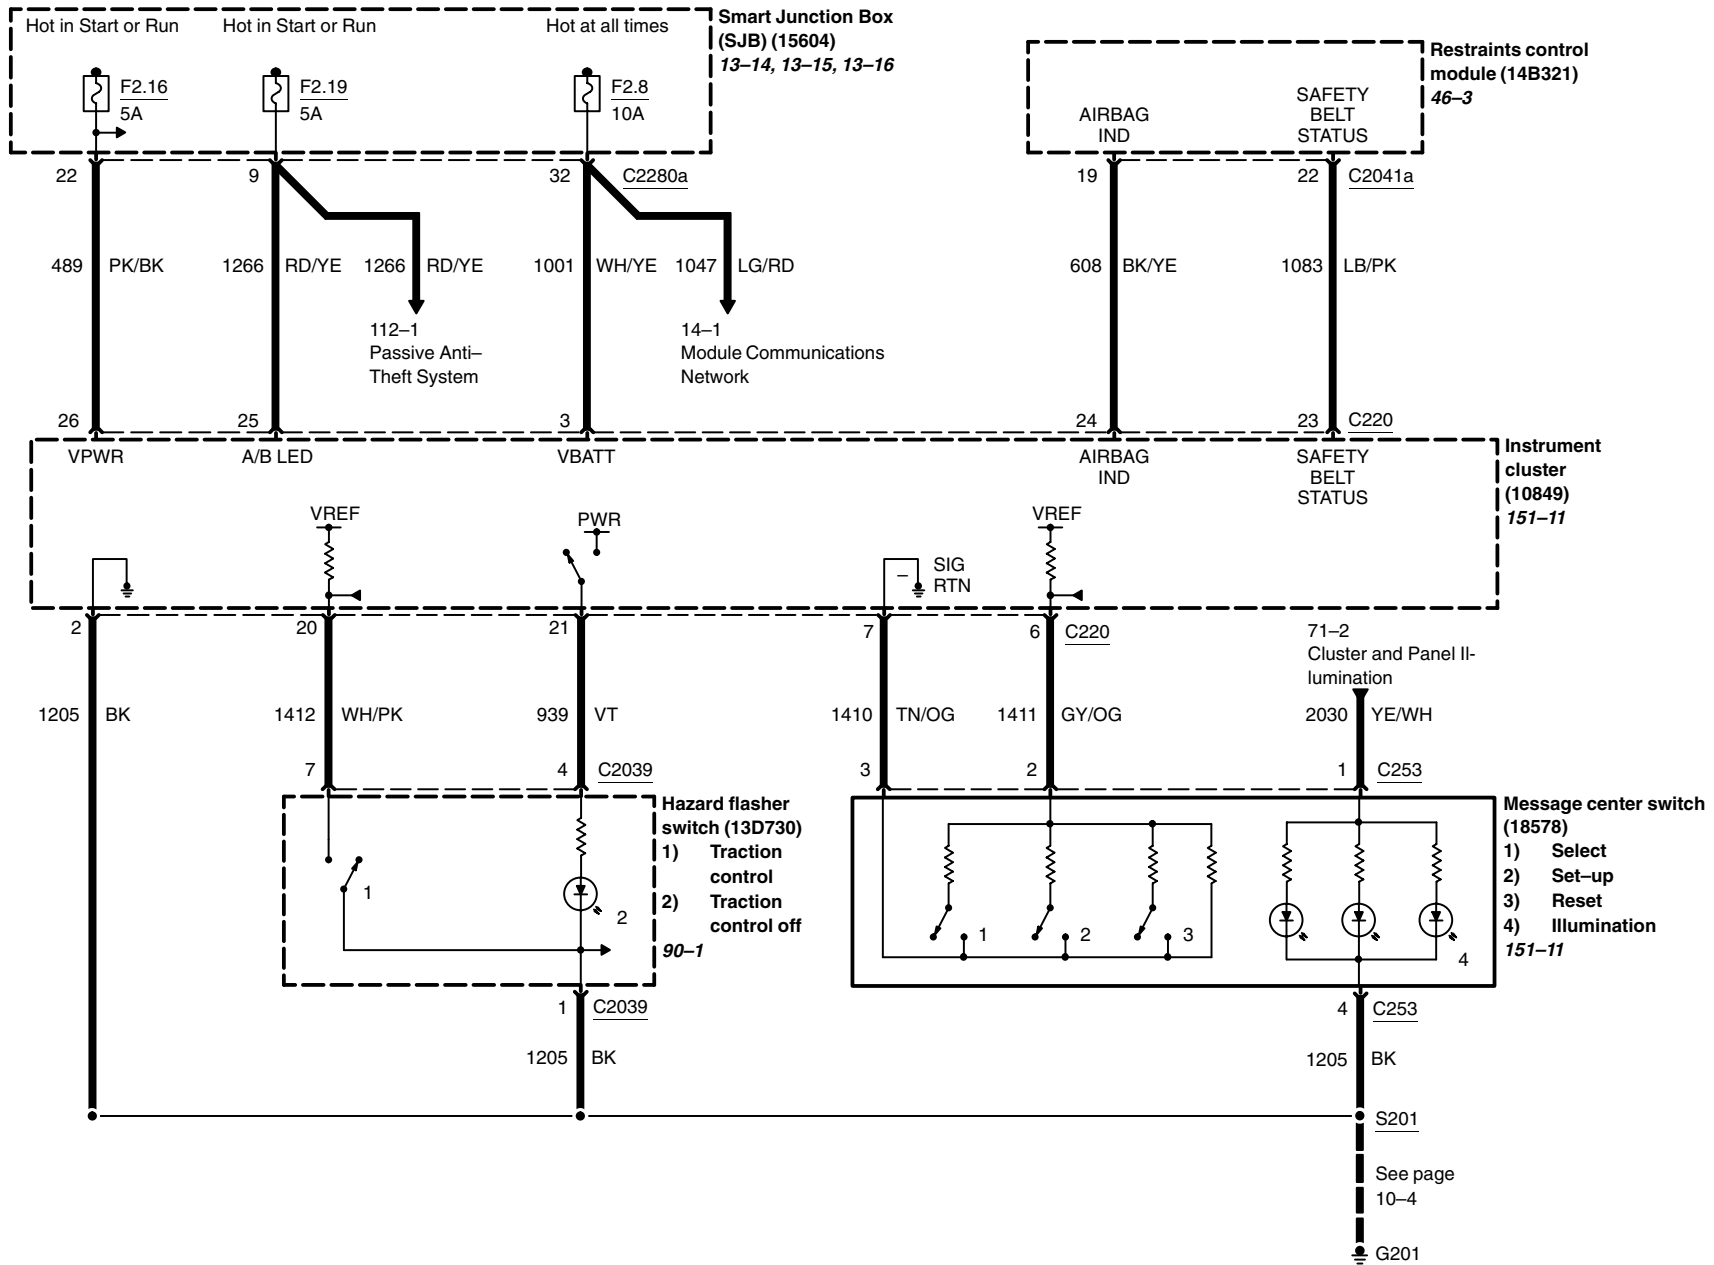 Hot in Start or Run
Hot in Start or Run
Hot at all times
Smart Junction Box
(SJB) (15604)
13–14, 13–15, 13–16
F2.16
5A
F2.19
5A
F2.8
10A
Restraints control
module (14B321)
46–3
AIRBAG
IND
SAFETY
BELT
STATUS
22
9
32
C2280a
19
22
C2041a
489
PK/BK
1266
RD/YE
1266
RD/YE
1001
WH/YE
1047
LG/RD
608
BK/YE
1083
LB/PK
112–1
Passive Anti–
Theft System
14–1
Module Communications
Network
26
25
3
24
23
C220
VPWR
A/B LED
VBATT
AIRBAG
IND
SAFETY
BELT
STATUS
Instrument
cluster
(10849)
151–11
VREF
PWR
VREF
–
SIG
RTN
2
20
21
7
6
C220
71–2
Cluster and Panel Il-
lumination
1205
BK
1412
WH/PK
939
VT
1410
TN/OG
1411
GY/OG
2030
YE/WH
7
4
C2039
3
2
1
C253
Hazard flasher
switch (13D730)
1) Traction
control
2) Traction
control off
90–1
1
2
Message center switch
(18578)
1) Select
2) Set–up
3) Reset
4) Illumination
151–11
1
2
3
4
1
C2039
4
C253
1205
BK
1205
BK
S201
See page
10–4
G201